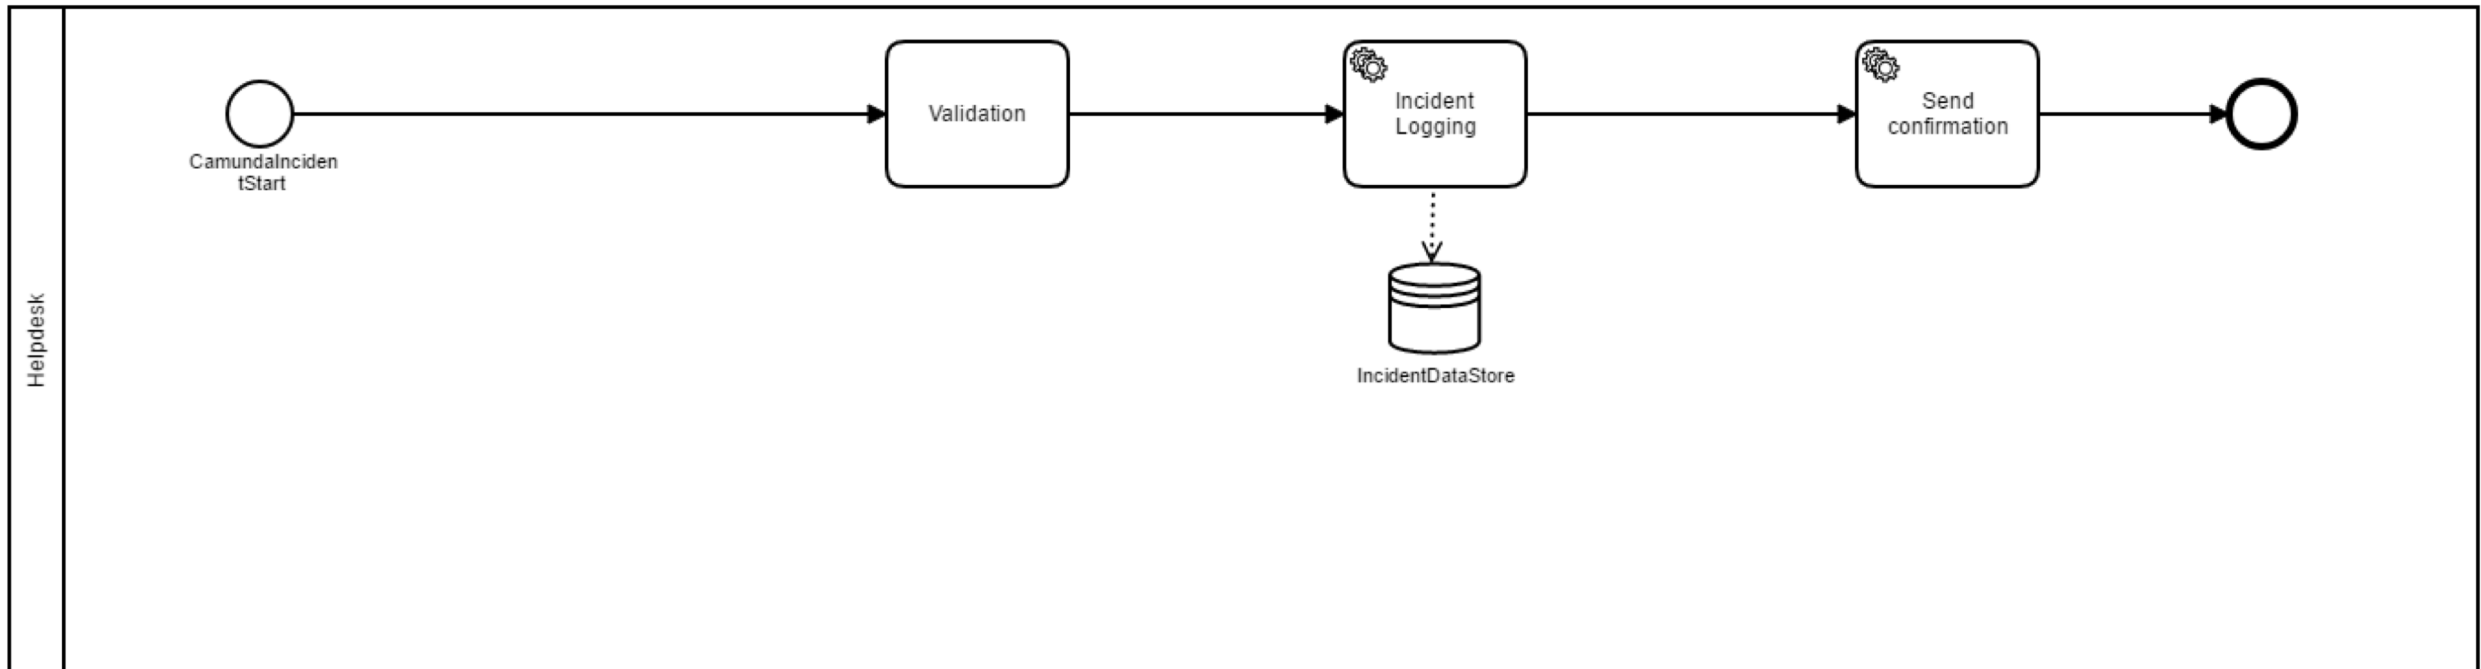 Helpdesk
CamundaInciden
tStart
Validation
Incident
Logging
Send
confirmation
IncidentDataStore